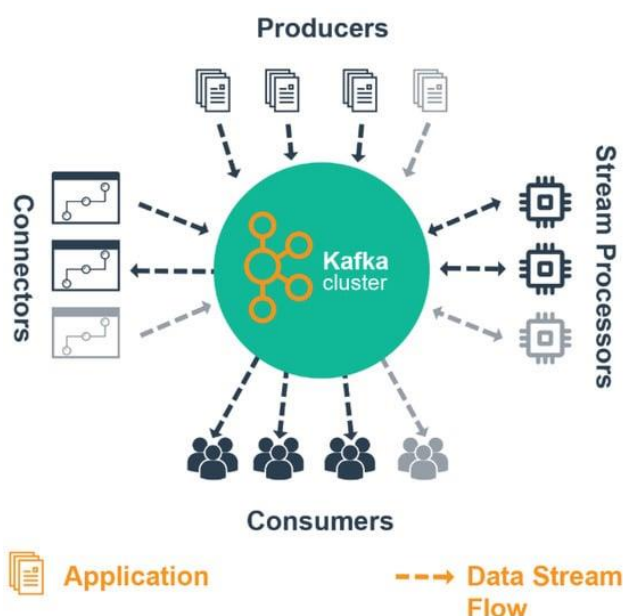 Producers
Connectors
Kafka
cluster
Stream Processors
Consumers
Application
Data Stream
Flow